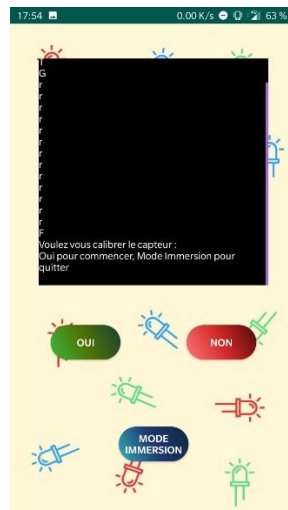 17:54 0.00 K/s 63 %
G
r
r
r
r
r
r
r
r
F
Voulez vous calibrer le capteur :
Oui pour commencer, Mode Immersion pour
quitter
OUI NON
MODE
IMMERSION